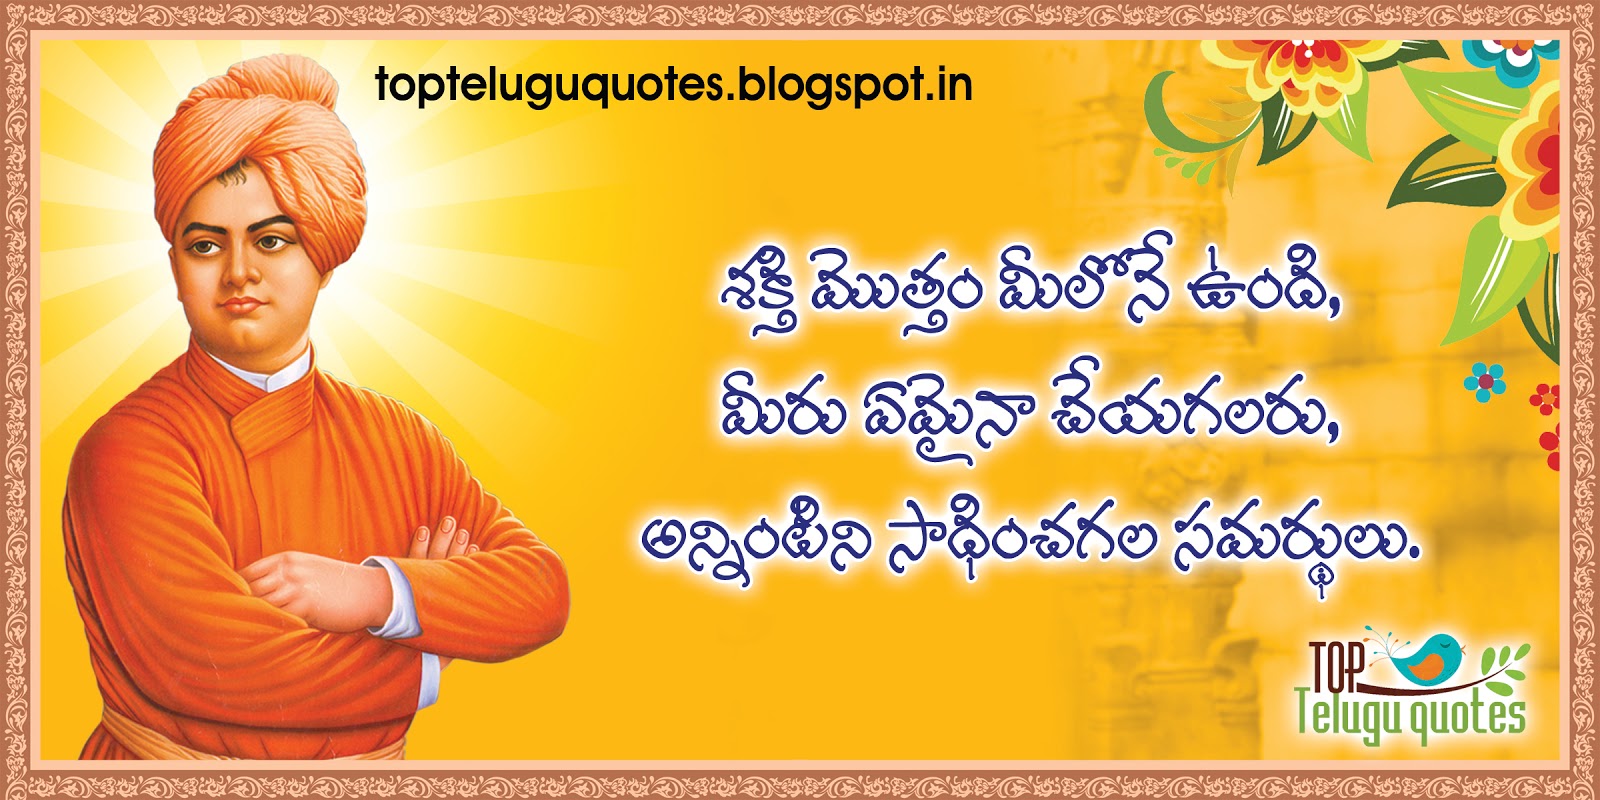 topteluguquotes.blogspot.in
శక్తి మొత్తం మీలోనే ఉంది,
మీరు ఏమైనా చేయగలరు,
అన్నింటిని సాధించగల సమర్థులు.
TOP
Telugu quotes